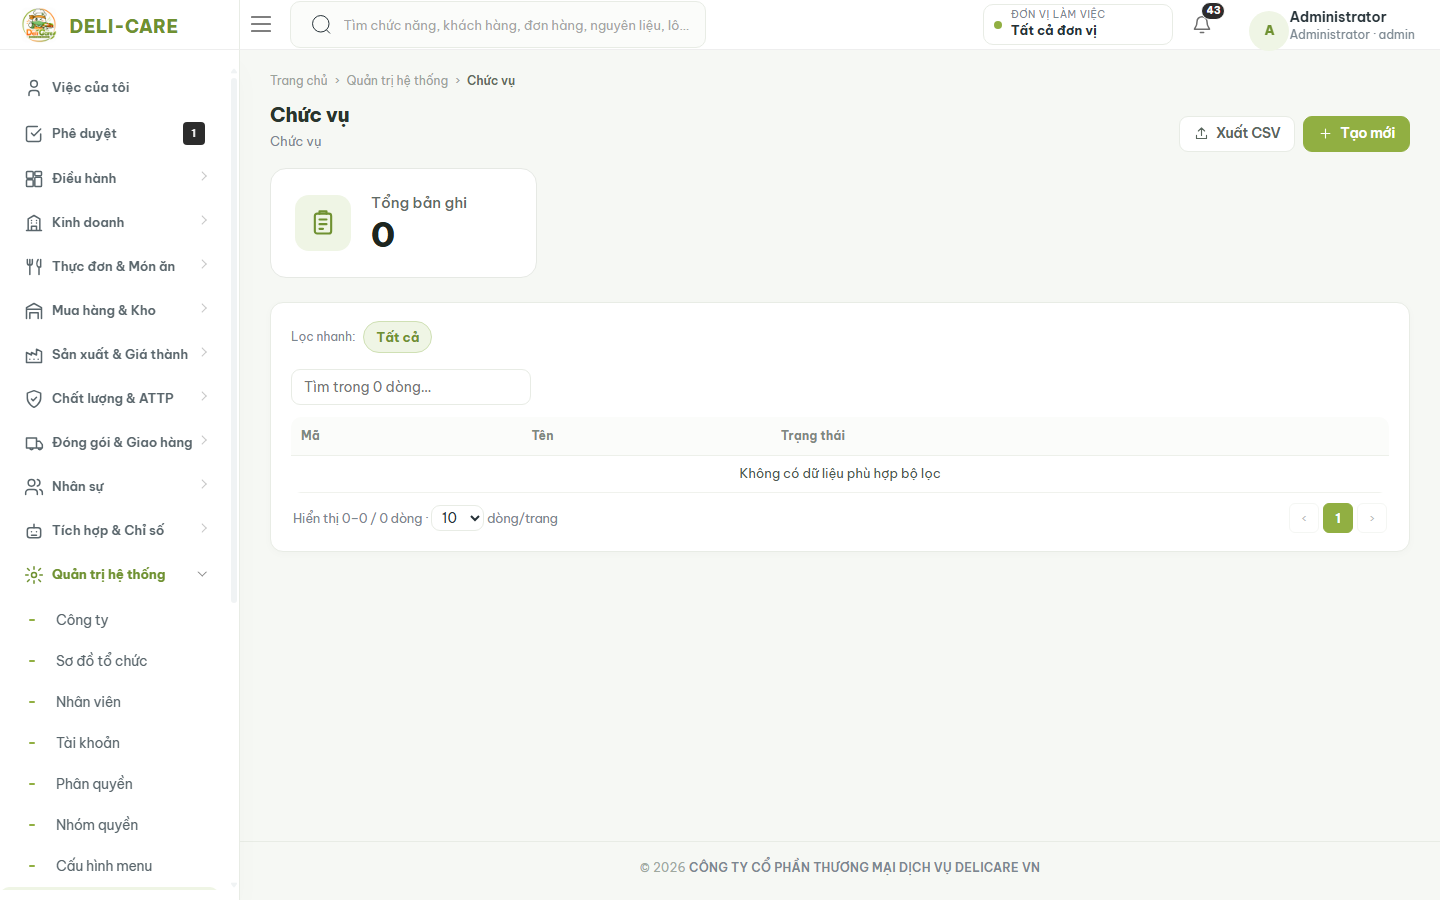 DELI-CARE
Tìm chức năng, khách hàng, đơn hàng, nguyên liệu, lô...
ĐƠN VỊ LÀM VIỆC
Tất cả đơn vị
43
A
Administrator
Administrator · admin
Việc của tôi
Phê duyệt
1
Điều hành
Kinh doanh
Thực đơn & Món ăn
Mua hàng & Kho
Sản xuất & Giá thành
Chất lượng & ATTP
Đóng gói & Giao hàng
Nhân sự
Tích hợp & Chỉ số
Quản trị hệ thống
Công ty
Sơ đồ tổ chức
Nhân viên
Tài khoản
Phân quyền
Nhóm quyền
Cấu hình menu
Trang chủ › Quản trị hệ thống › Chức vụ
Chức vụ
Chức vụ
Xuất CSV
Tạo mới
Tổng bản ghi
0
Lọc nhanh: Tất cả
Tìm trong 0 dòng...
Mã Tên Trạng thái
Không có dữ liệu phù hợp bộ lọc
Hiển thị 0–0 / 0 dòng · 10 dòng/trang
‹ 1 ›
© 2026 CÔNG TY CỔ PHẦN THƯƠNG MẠI DỊCH VỤ DELICARE VN